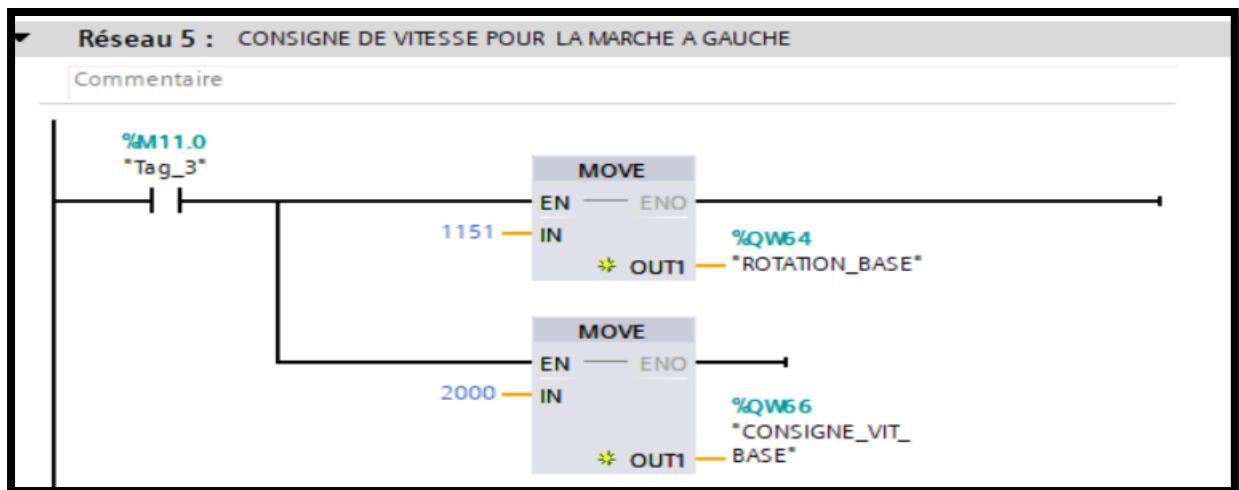 Réseau 5 : CONSIGNE DE VITESSE POUR LA MARCHE A GAUCHE
Commentaire
%M11.0
"Tag_3"
MOVE
EN ENO
1151 IN
%QW64
OUT1 "ROTATION_BASE"
MOVE
EN ENO
2000 IN
%QW66
"CONSIGNE_VIT_
OUT1 BASE"